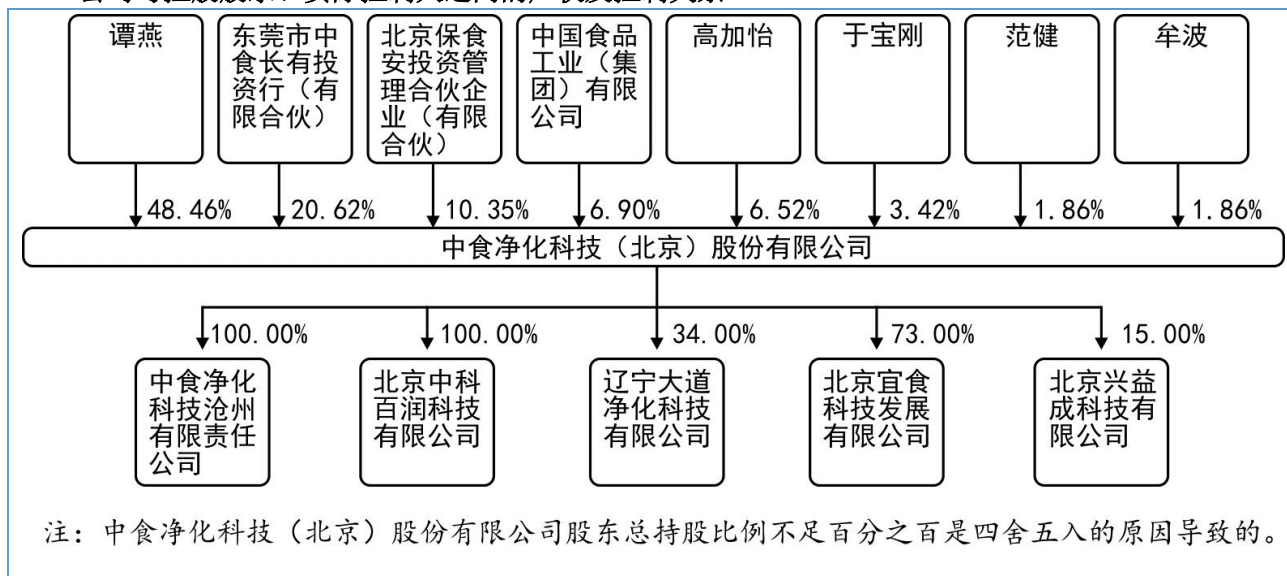 谭燕
东莞市中
食长有投
资行（有
限合伙）
北京保食
安投资管
理合伙企
业（有限
合伙）
中国食品
工业（集
团）有限
公司
高加怡
于宝刚
范健
牟波
48.46%
20.62%
10.35%
6.90%
6.52%
3.42%
1.86%
1.86%
中食净化科技（北京）股份有限公司
100.00%
100.00%
34.00%
73.00%
15.00%
中食净化
科技沧州
有限责任
公司
北京中科
百润科技
有限公司
辽宁大道
净化科技
有限公司
北京宜食
科技发展
有限公司
北京兴益
成科技有
限公司
注：中食净化科技（北京）股份有限公司股东总持股比例不足百分之百是四舍五入的原因导致的。